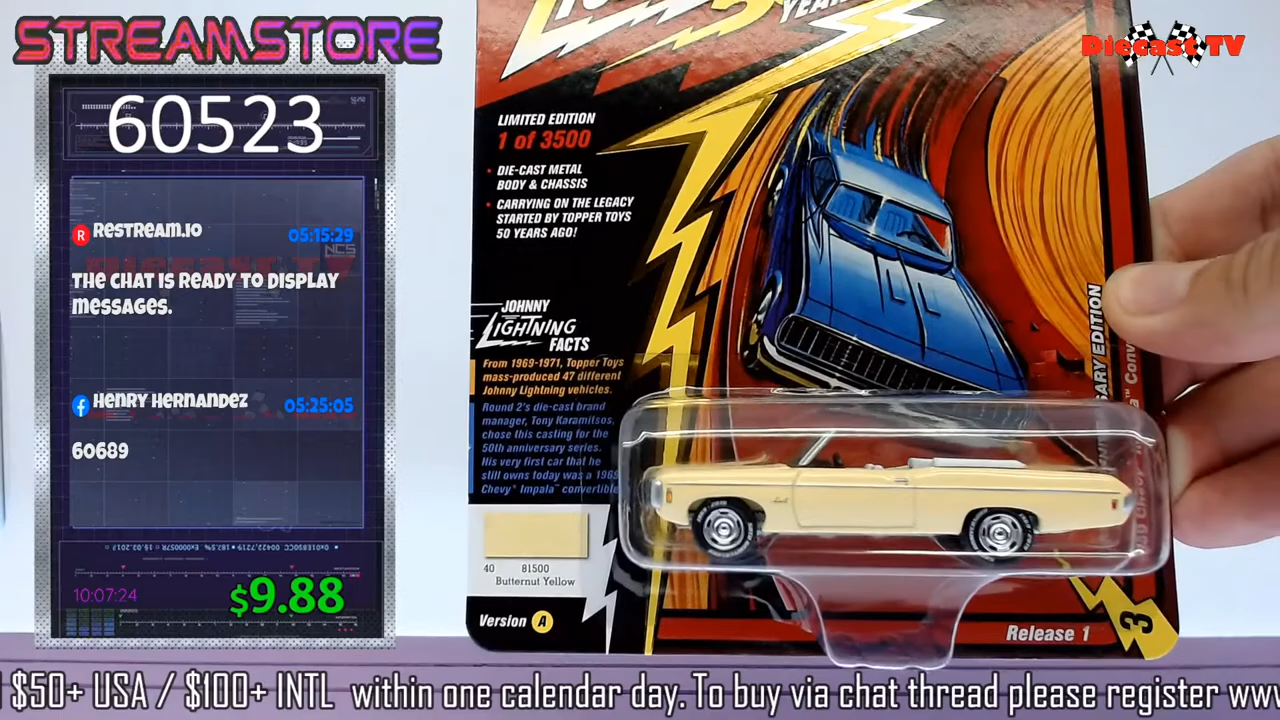 STREAMSTORE
60523
RESTREAM.IO 05:15:29
THE CHAT IS READY TO DISPLAY
MESSAGES.
HENRY HERNANDEZ 05:25:05
60689
10:07:24
$9.88
Diecast TV
YEARS
LIMITED EDITION
1 of 3500
• DIE-CAST METAL
BODY & CHASSIS
• CARRYING ON THE LEGACY
STARTED BY TOPPER TOYS
50 YEARS AGO!
JOHNNY
LIGHTNING
FACTS
From 1969-1971, Topper Toys
mass-produced 47 different
Johnny Lightning vehicles.
Round 2's die-cast brand
manager, Tony Karamitsos,
chose this casting for the
50th anniversary series.
His very first car that he
still owns today was a 1969
Chevy® Impala™ convertible
40 81500
Butternut Yellow
Version A
Release 1
3
$50+ USA / $100+ INTL within one calendar day. To buy via chat thread please register www